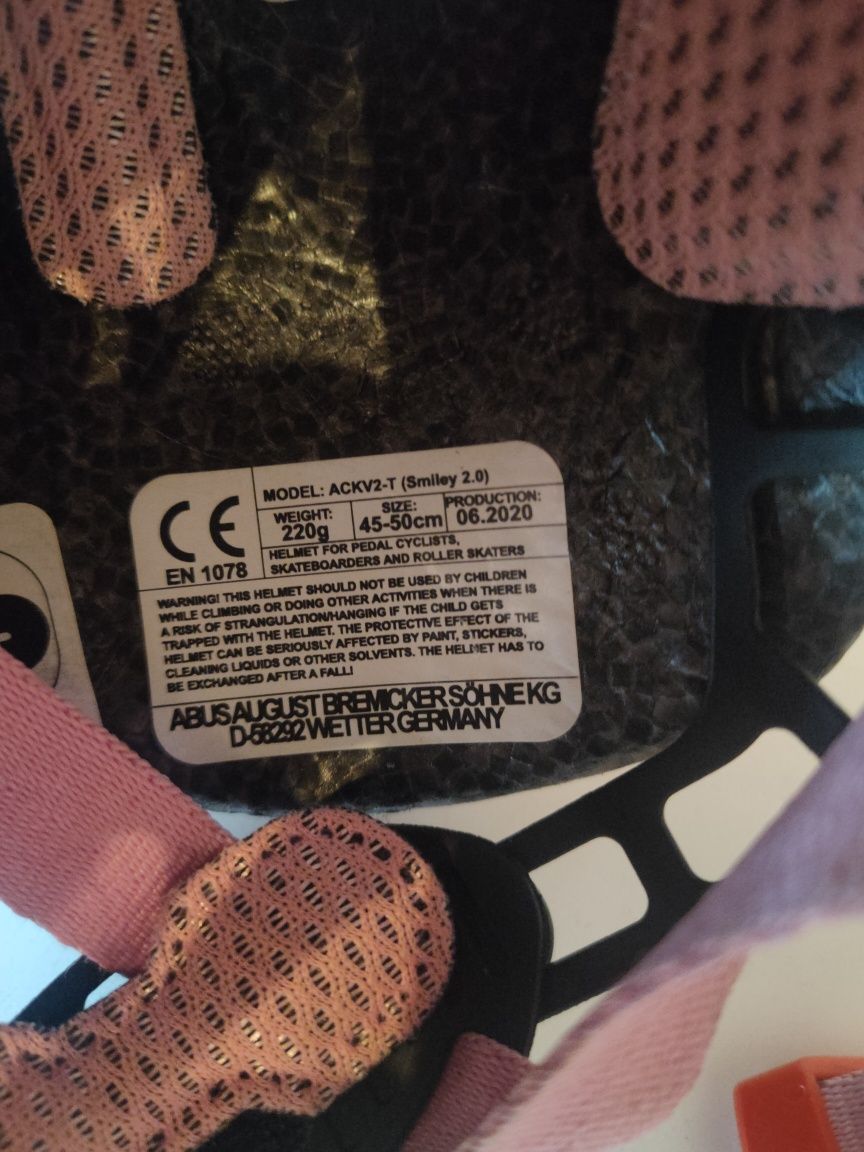 CE
EN 1078
MODEL: ACKV2-T (Smiley 2.0)
WEIGHT:
220g
SIZE:
45-50cm
PRODUCTION:
06.2020
HELMET FOR PEDAL CYCLISTS,
SKATEBOARDERS AND ROLLER SKATERS
WARNING! THIS HELMET SHOULD NOT BE USED BY CHILDREN
WHILE CLIMBING OR DOING OTHER ACTIVITIES WHEN THERE IS
A RISK OF STRANGULATION/HANGING IF THE CHILD GETS
TRAPPED WITH THE HELMET. THE PROTECTIVE EFFECT OF THE
HELMET CAN BE SERIOUSLY AFFECTED BY PAINT, STICKERS,
CLEANING LIQUIDS OR OTHER SOLVENTS. THE HELMET HAS TO
BE EXCHANGED AFTER A FALL!
ABUS AUGUST BREMICKER SÖHNE KG
D-58292 WETTER GERMANY